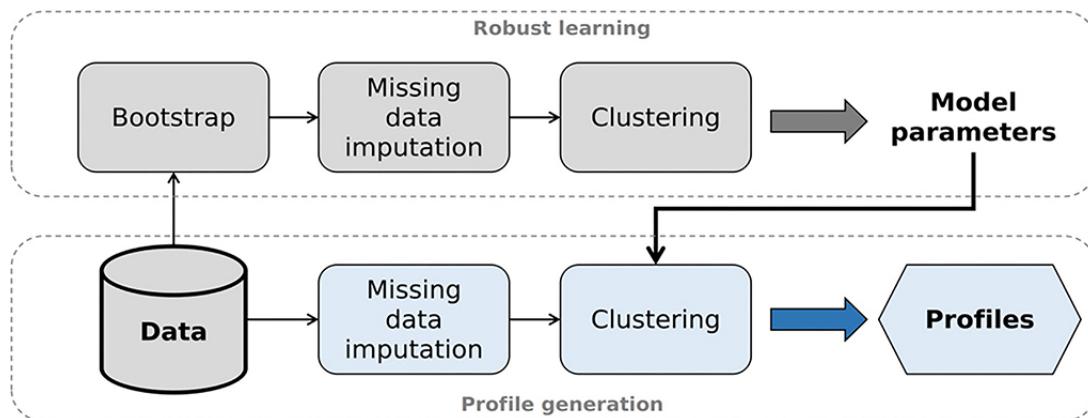 Robust learning
Bootstrap
Missing
data
imputation
Clustering
Model
parameters
Data
Missing
data
imputation
Clustering
Profiles
Profile generation